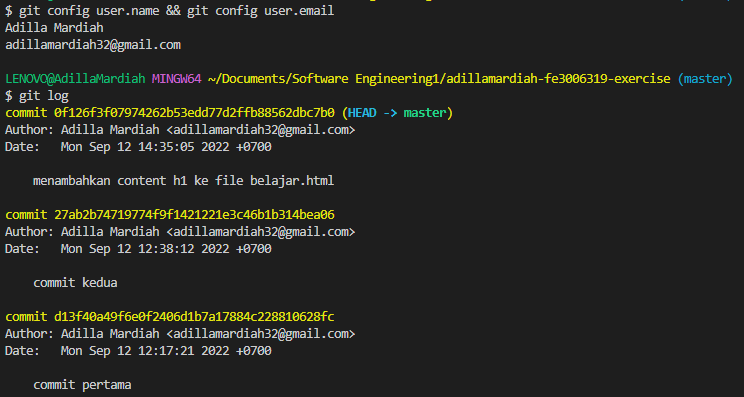 $ git config user.name && git config user.email
Adilla Mardiah
adillamardiah32@gmail.com
LENOVO@AdillaMardiah MINGW64 ~/Documents/Software Engineering1/adillamardiah-fe3006319-exercise (master)
$ git log
commit 0f126f3f07974262b53edd77d2ffb88562dbc7b0 (HEAD -> master)
Author: Adilla Mardiah <adillamardiah32@gmail.com>
Date:   Mon Sep 12 14:35:05 2022 +0700
menambahkan content h1 ke file belajar.html
commit 27ab2b74719774f9f1421221e3c46b1b314bea06
Author: Adilla Mardiah <adillamardiah32@gmail.com>
Date:   Mon Sep 12 12:38:12 2022 +0700
commit kedua
commit d13f40a49f6e0f2406d1b7a17884c228810628fc
Author: Adilla Mardiah <adillamardiah32@gmail.com>
Date:   Mon Sep 12 12:17:21 2022 +0700
commit pertama